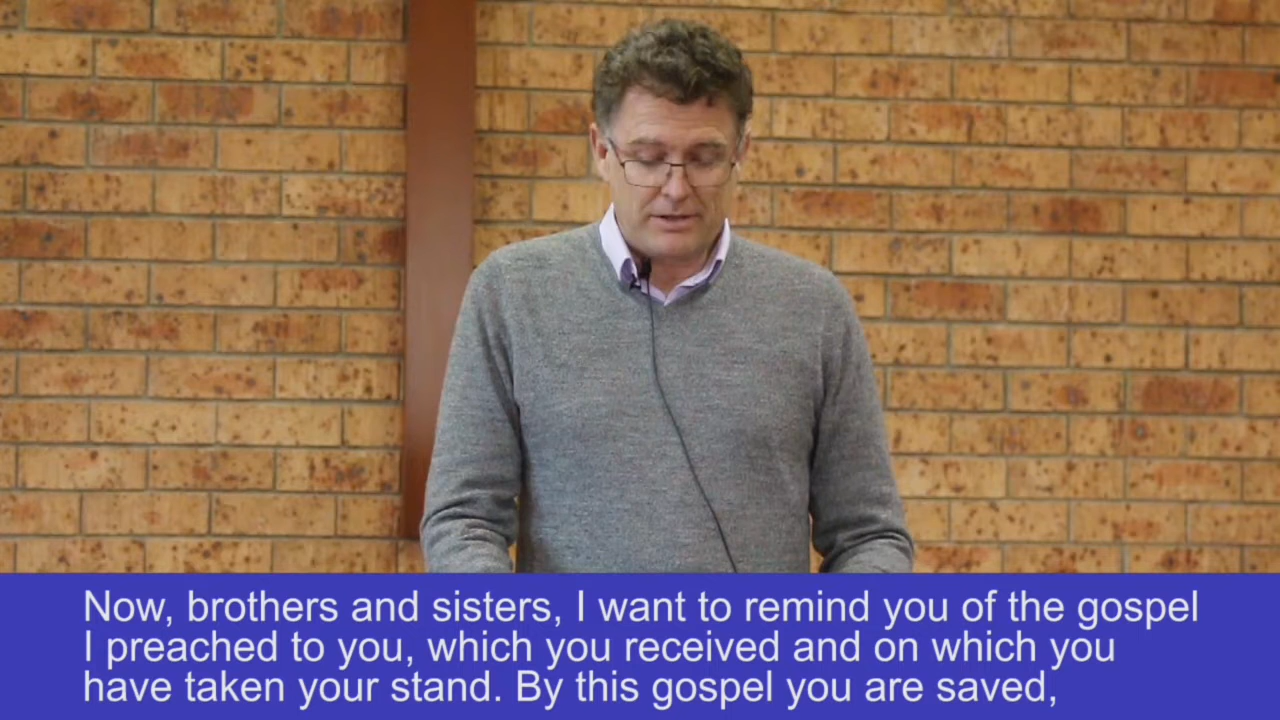 Now, brothers and sisters, I want to remind you of the gospel
I preached to you, which you received and on which you
have taken your stand. By this gospel you are saved,